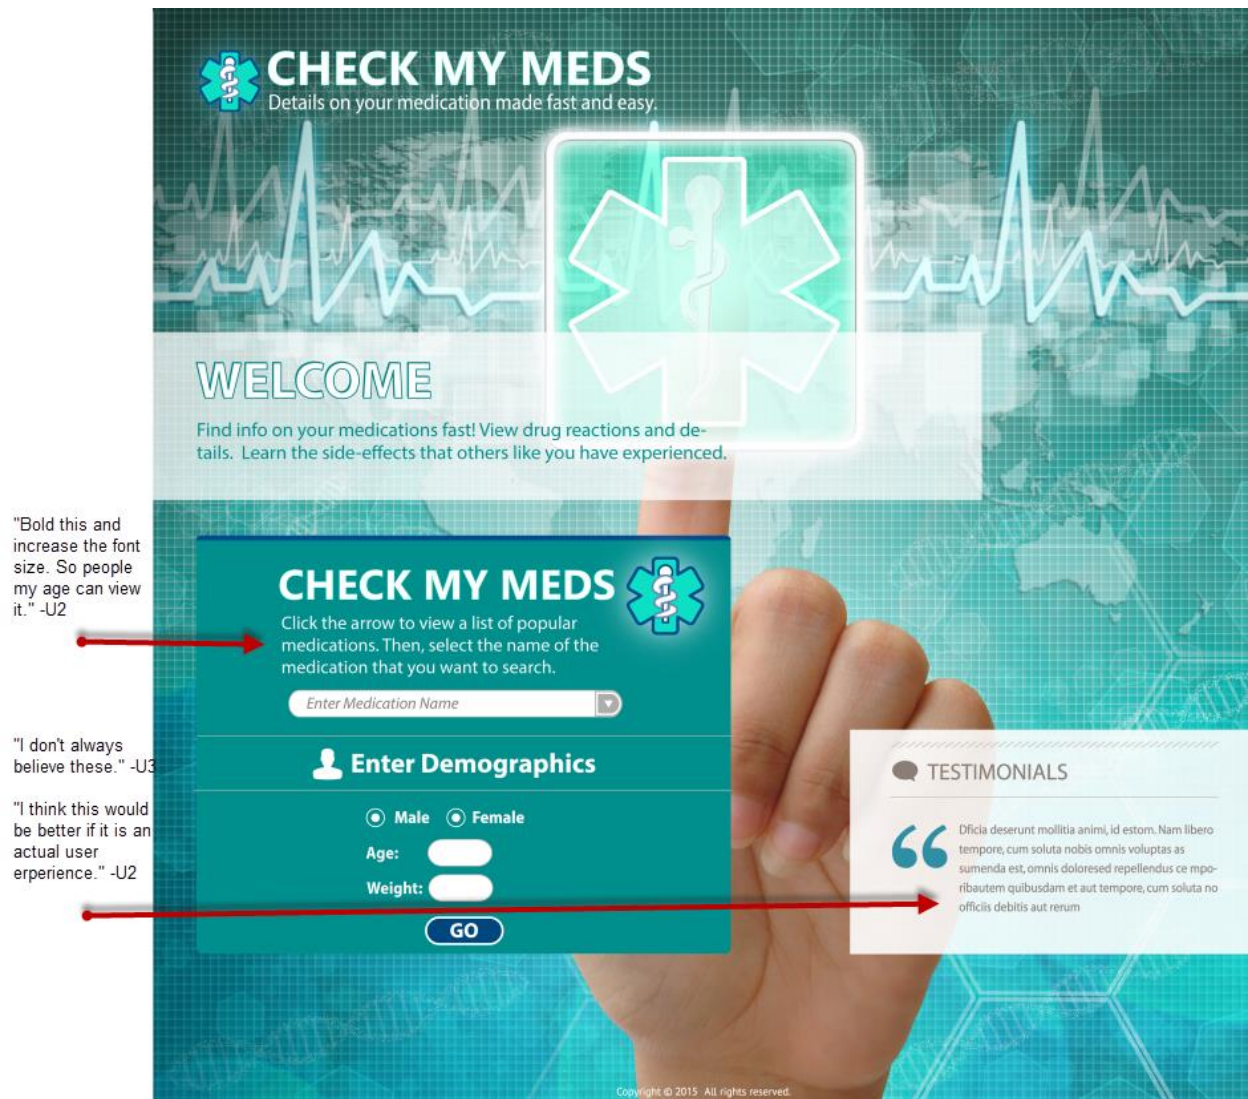 CHECK MY MEDS
Details on your medication made fast and easy.
WELCOME
Find info on your medications fast! View drug reactions and de-
tails. Learn the side-effects that others like you have experienced.
"Bold this and
increase the font
size. So people
my age can view
it." -U2
CHECK MY MEDS
Click the arrow to view a list of popular
medications. Then, select the name of the
medication that you want to search.
Enter Medication Name
"I don't always
believe these." -U3
"I think this would
be better if it is an
actual user
erperience." -U2
Enter Demographics
Male Female
Age:
Weight:
GO
TESTIMONIALS
Dficia deserunt mollitia animi, id estom. Nam libero
tempore, cum soluta nobis omnis voluptas as
sumenda est, omnis doloresed repellendus ce mpo-
ribautem quibusdam et aut tempore, cum soluta no
officiis debitis aut rerum
Copyright © 2015 All rights reserved.